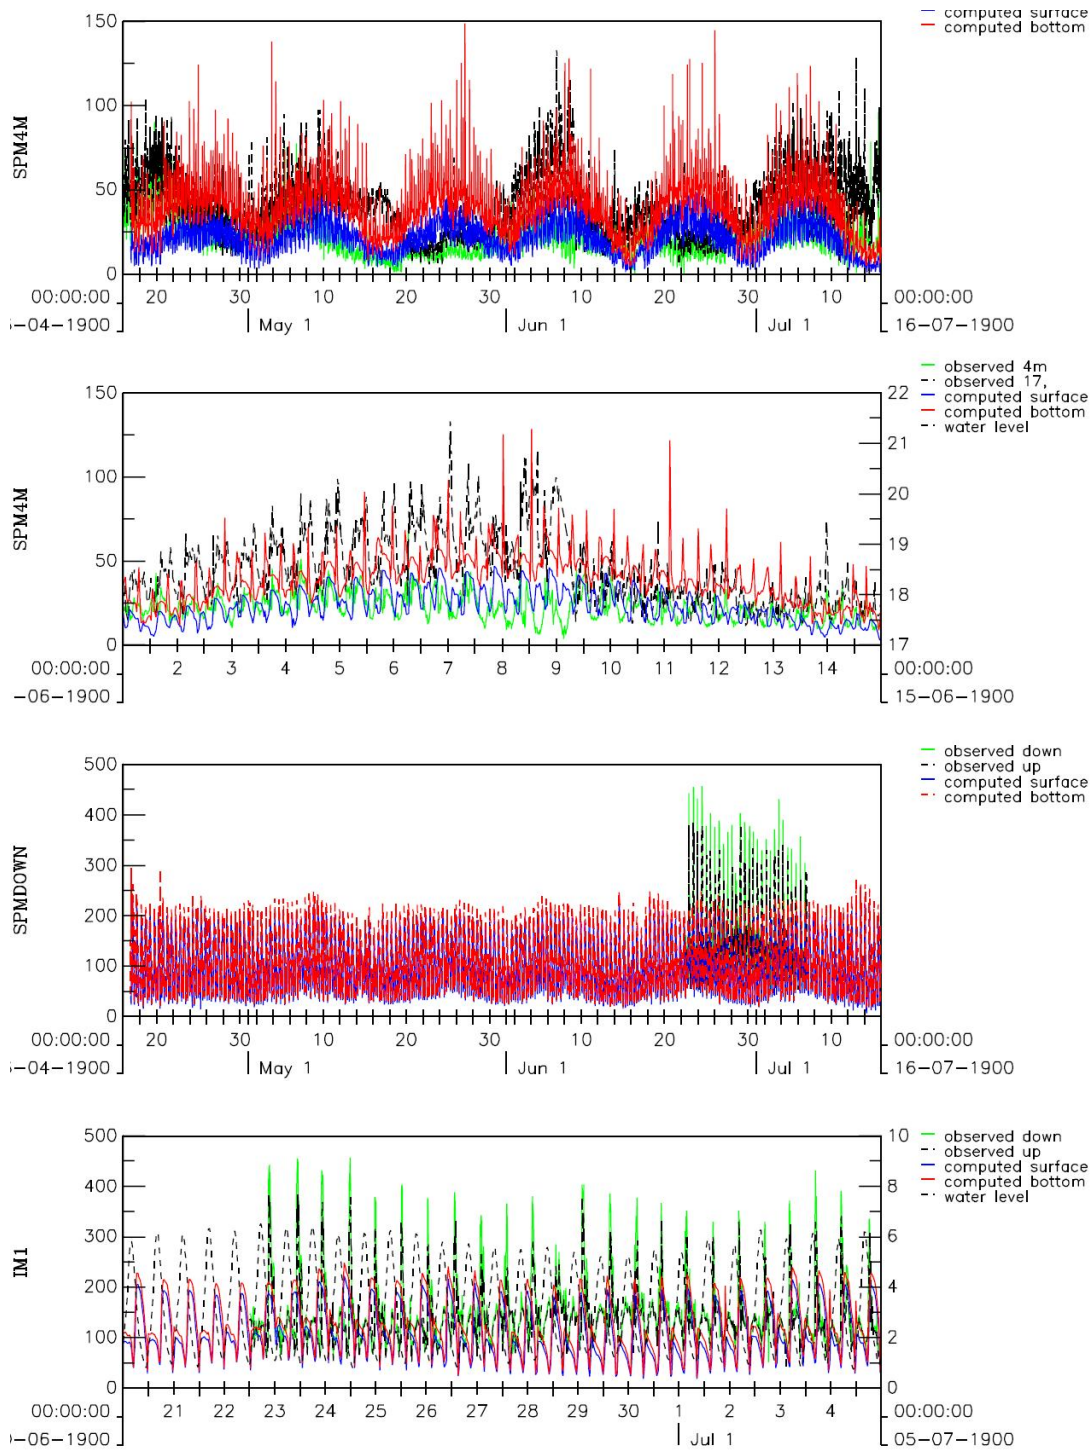 computed surface
computed bottom
150
100
50
0
SPM4M
20 30 10 20 30 10 20 30 10
00:00:00 00:00:00
-04-1900 May 1 Jun 1 Jul 1 16-07-1900
observed 4m
observed 17,
computed surface
computed bottom
water level
150
100
50
0
SPM4M
22
21
20
19
18
17
2 3 4 5 6 7 8 9 10 11 12 13 14
00:00:00 00:00:00
-06-1900 15-06-1900
observed down
observed up
computed surface
computed bottom
500
400
300
200
100
0
SPMDOWN
20 30 10 20 30 10 20 30 10
00:00:00 00:00:00
-04-1900 May 1 Jun 1 Jul 1 16-07-1900
observed down
observed up
computed surface
computed bottom
water level
500
400
300
200
100
0
IM1
10
8
6
4
2
0
21 22 23 24 25 26 27 28 29 30 1 2 3 4
00:00:00 00:00:00
-06-1900 Jul 1 05-07-1900